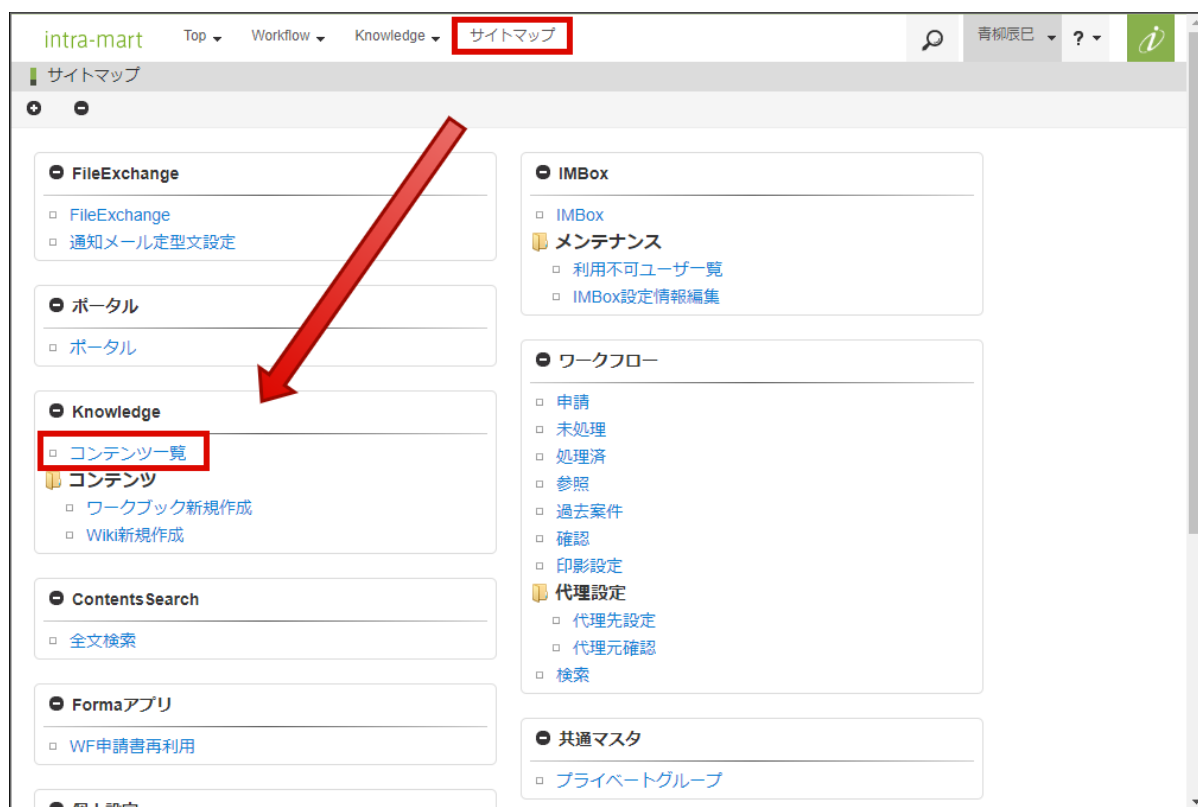 intra-mart Top Workflow Knowledge サイトマップ 青柳辰巳 ?
サイトマップ
FileExchange
FileExchange
通知メール定型文設定
ポータル
ポータル
Knowledge
コンテンツ一覧
コンテンツ
ワークブック新規作成
Wiki新規作成
ContentsSearch
全文検索
Formaアプリ
WF申請書再利用
IMBox
IMBox
メンテナンス
利用不可ユーザ一覧
IMBox設定情報編集
ワークフロー
申請
未処理
処理済
参照
過去案件
確認
印影設定
代理設定
代理先設定
代理元確認
検索
共通マスタ
プライベートグループ